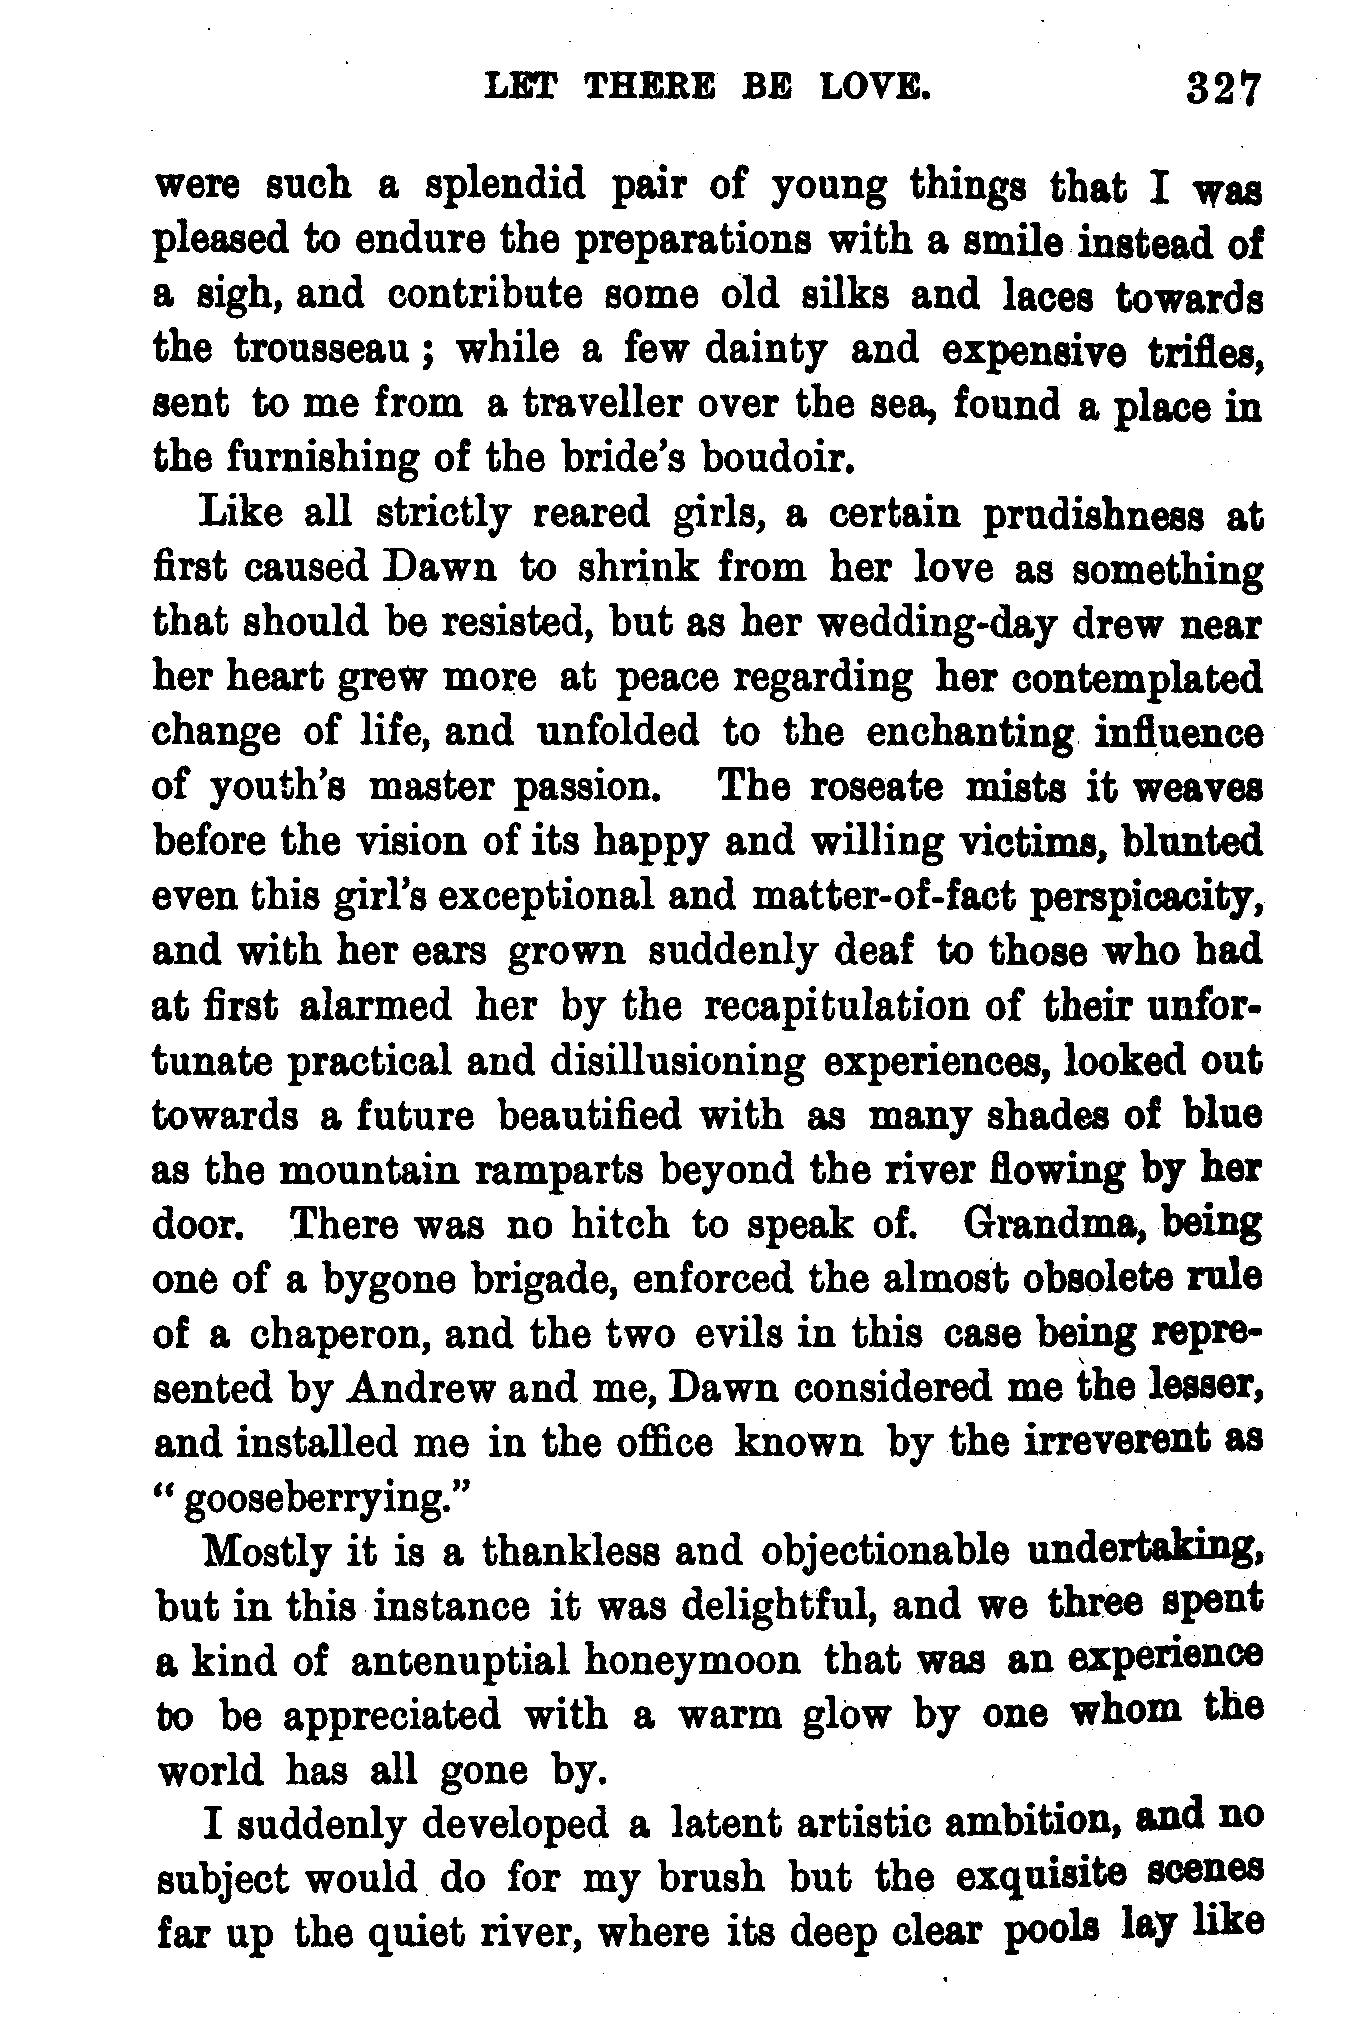 LET THERE BE LOVE. 327
were such a splendid pair of young things that I was
pleased to endure the preparations with a smile instead of
a sigh, and contribute some old silks and laces towards
the trousseau ; while a few dainty and expensive trifles,
sent to me from a traveller over the sea, found a place in
the furnishing of the bride's boudoir.
Like all strictly reared girls, a certain prudishness at
first caused Dawn to shrink from her love as something
that should be resisted, but as her wedding-day drew near
her heart grew more at peace regarding her contemplated
change of life, and unfolded to the enchanting influence
of youth's master passion. The roseate mists it weaves
before the vision of its happy and willing victims, blunted
even this girl's exceptional and matter-of-fact perspicacity,
and with her ears grown suddenly deaf to those who had
at first alarmed her by the recapitulation of their unfor-
tunate practical and disillusioning experiences, looked out
towards a future beautified with as many shades of blue
as the mountain ramparts beyond the river flowing by her
door. There was no hitch to speak of. Grandma, being
one of a bygone brigade, enforced the almost obsolete rule
of a chaperon, and the two evils in this case being repre-
sented by Andrew and me, Dawn considered me the lesser,
and installed me in the office known by the irreverent as
" gooseberrying."
Mostly it is a thankless and objectionable undertaking,
but in this instance it was delightful, and we three spent
a kind of antenuptial honeymoon that was an experience
to be appreciated with a warm glow by one whom the
world has all gone by.
I suddenly developed a latent artistic ambition, and no
subject would do for my brush but the exquisite scenes
far up the quiet river, where its deep clear pools lay like